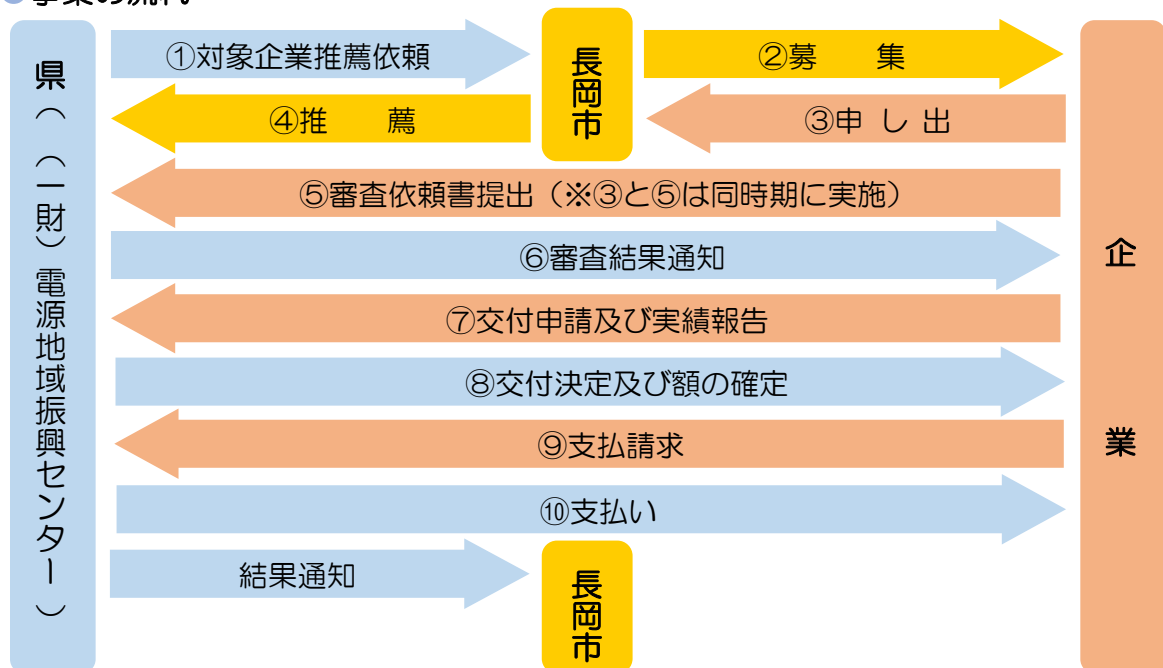 ●事業の流れ
県（（一財）電源地域振興センター）
①対象企業推薦依頼
長岡市
②募　集
④推　薦
③申し出
⑤審査依頼書提出（※③と⑤は同時期に実施）
⑥審査結果通知
⑦交付申請及び実績報告
⑧交付決定及び額の確定
⑨支払請求
⑩支払い
結果通知
長岡市
企業